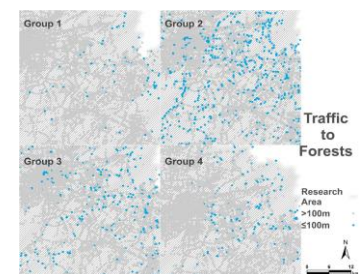 Group 1
Group 2
Traffic
to
Forests
Group 3
Group 4
Research
Area
>100m
≤100m
N